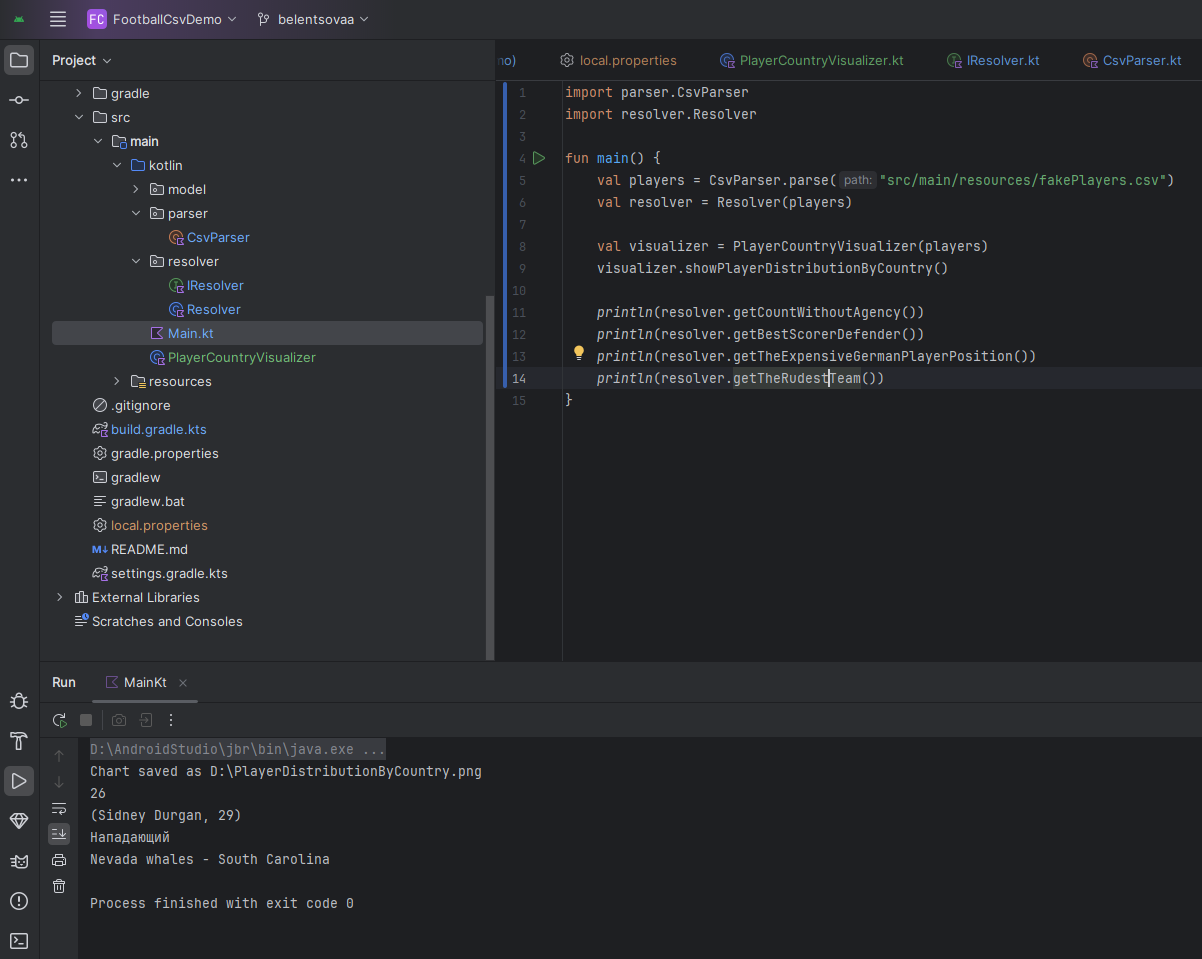 FC FootballCsvDemo belentsovaa
Project
no) local.properties PlayerCountryVisualizer.kt IResolver.kt CsvParser.kt
gradle
src
main
kotlin
model
parser
CsvParser
resolver
IResolver
Resolver
Main.kt
PlayerCountryVisualizer
resources
.gitignore
build.gradle.kts
gradle.properties
gradlew
gradlew.bat
local.properties
M↓ README.md
settings.gradle.kts
External Libraries
Scratches and Consoles
1 import parser.CsvParser
2 import resolver.Resolver
3
4 fun main() {
5 val players = CsvParser.parse( path: "src/main/resources/fakePlayers.csv")
6 val resolver = Resolver(players)
7
8 val visualizer = PlayerCountryVisualizer(players)
9 visualizer.showPlayerDistributionByCountry()
10
11 println(resolver.getCountWithoutAgency())
12 println(resolver.getBestScorerDefender())
13 println(resolver.getTheExpensiveGermanPlayerPosition())
14 println(resolver.getTheRudestTeam())
15 }
Run MainKt
D:\AndroidStudio\jbr\bin\java.exe ...
Chart saved as D:\PlayerDistributionByCountry.png
26
(Sidney Durgan, 29)
Нападающий
Nevada whales - South Carolina
Process finished with exit code 0